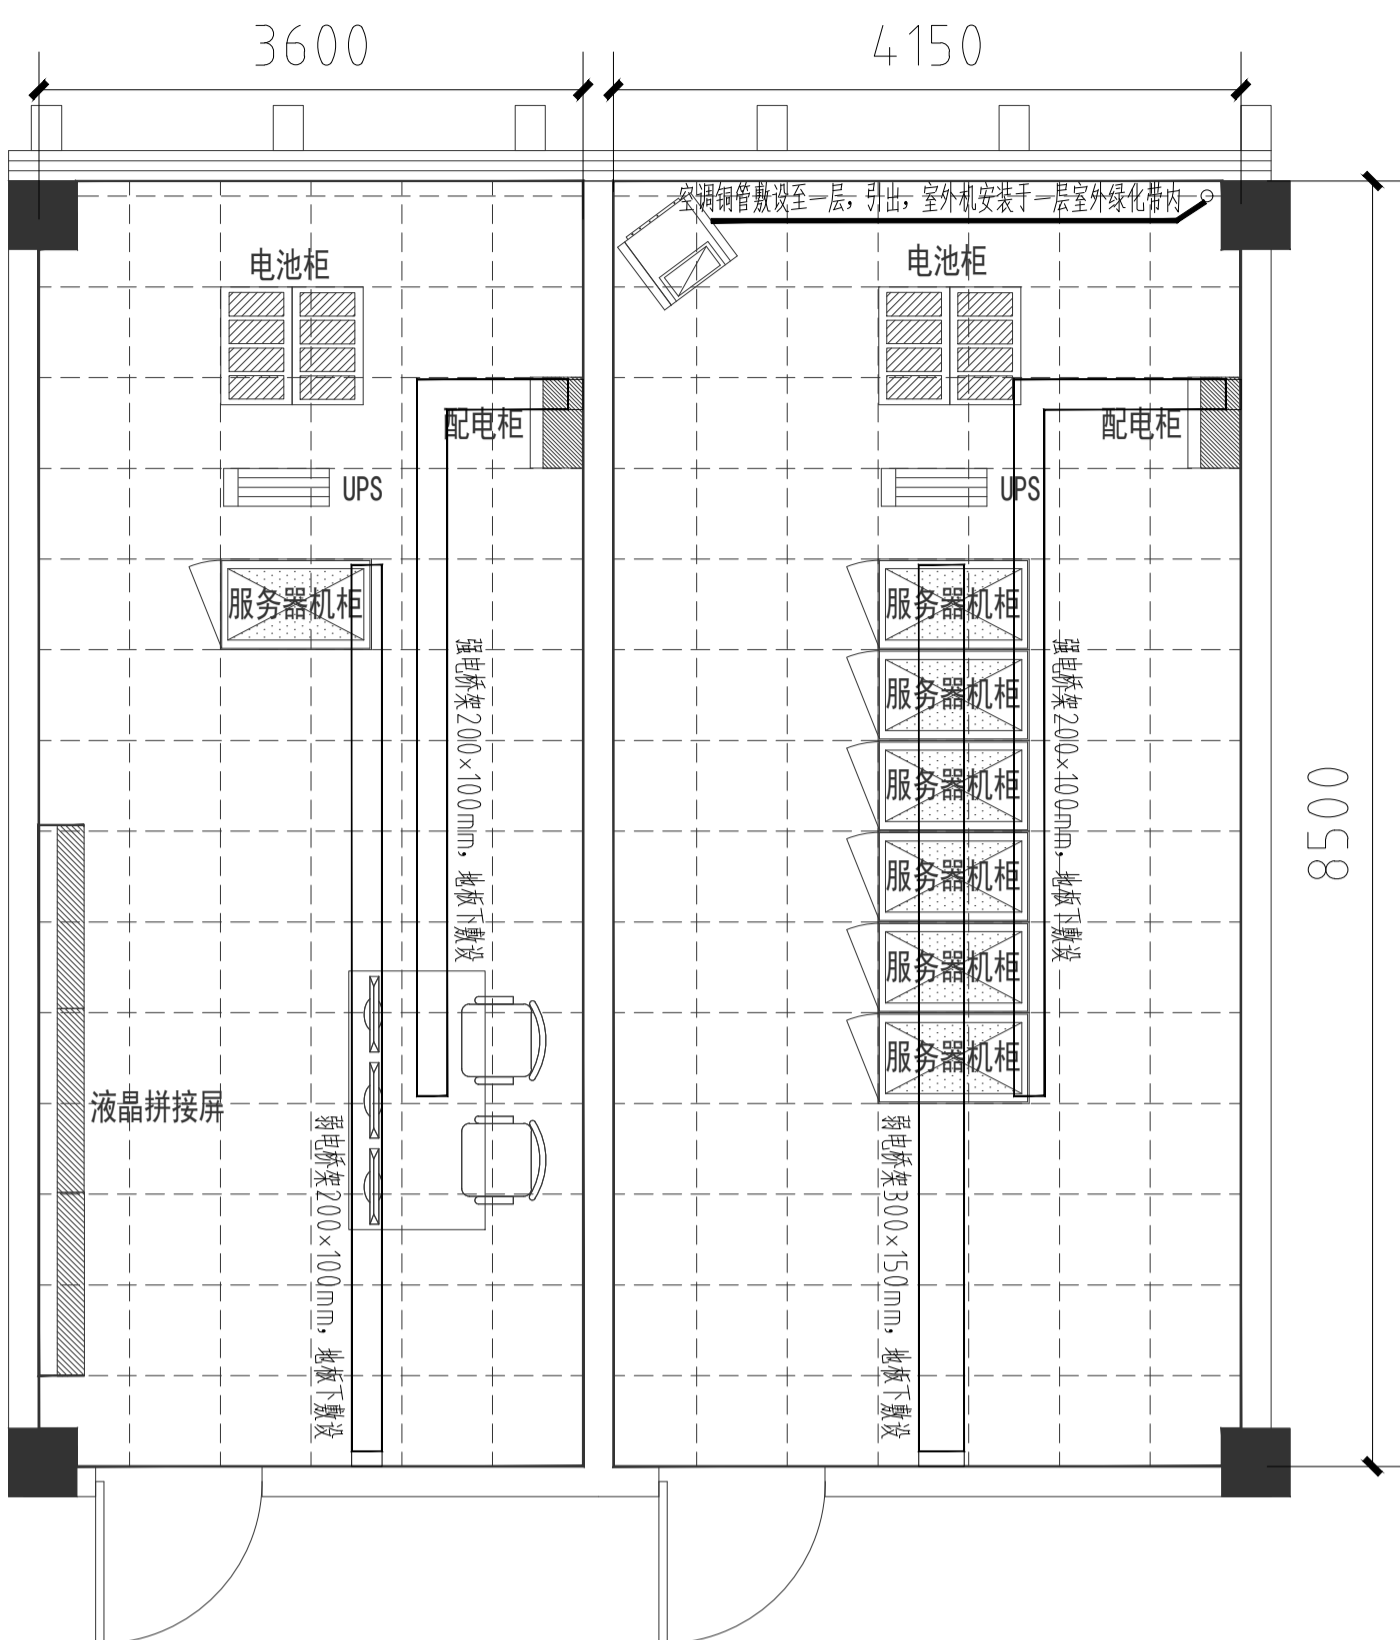 3600
4150
空调铜管敷设至一层，引出，室外机安装于一层室外绿化带内
电池柜
电池柜
配电柜
配电柜
UPS
UPS
服务器机柜
服务器机柜
强电桥架200×100mm，地板下敷设
强电桥架200×100mm，地板下敷设
服务器机柜
服务器机柜
8500
服务器机柜
服务器机柜
服务器机柜
液晶拼接屏
弱电桥架200×100mm，地板下敷设
弱电桥架300×150mm，地板下敷设